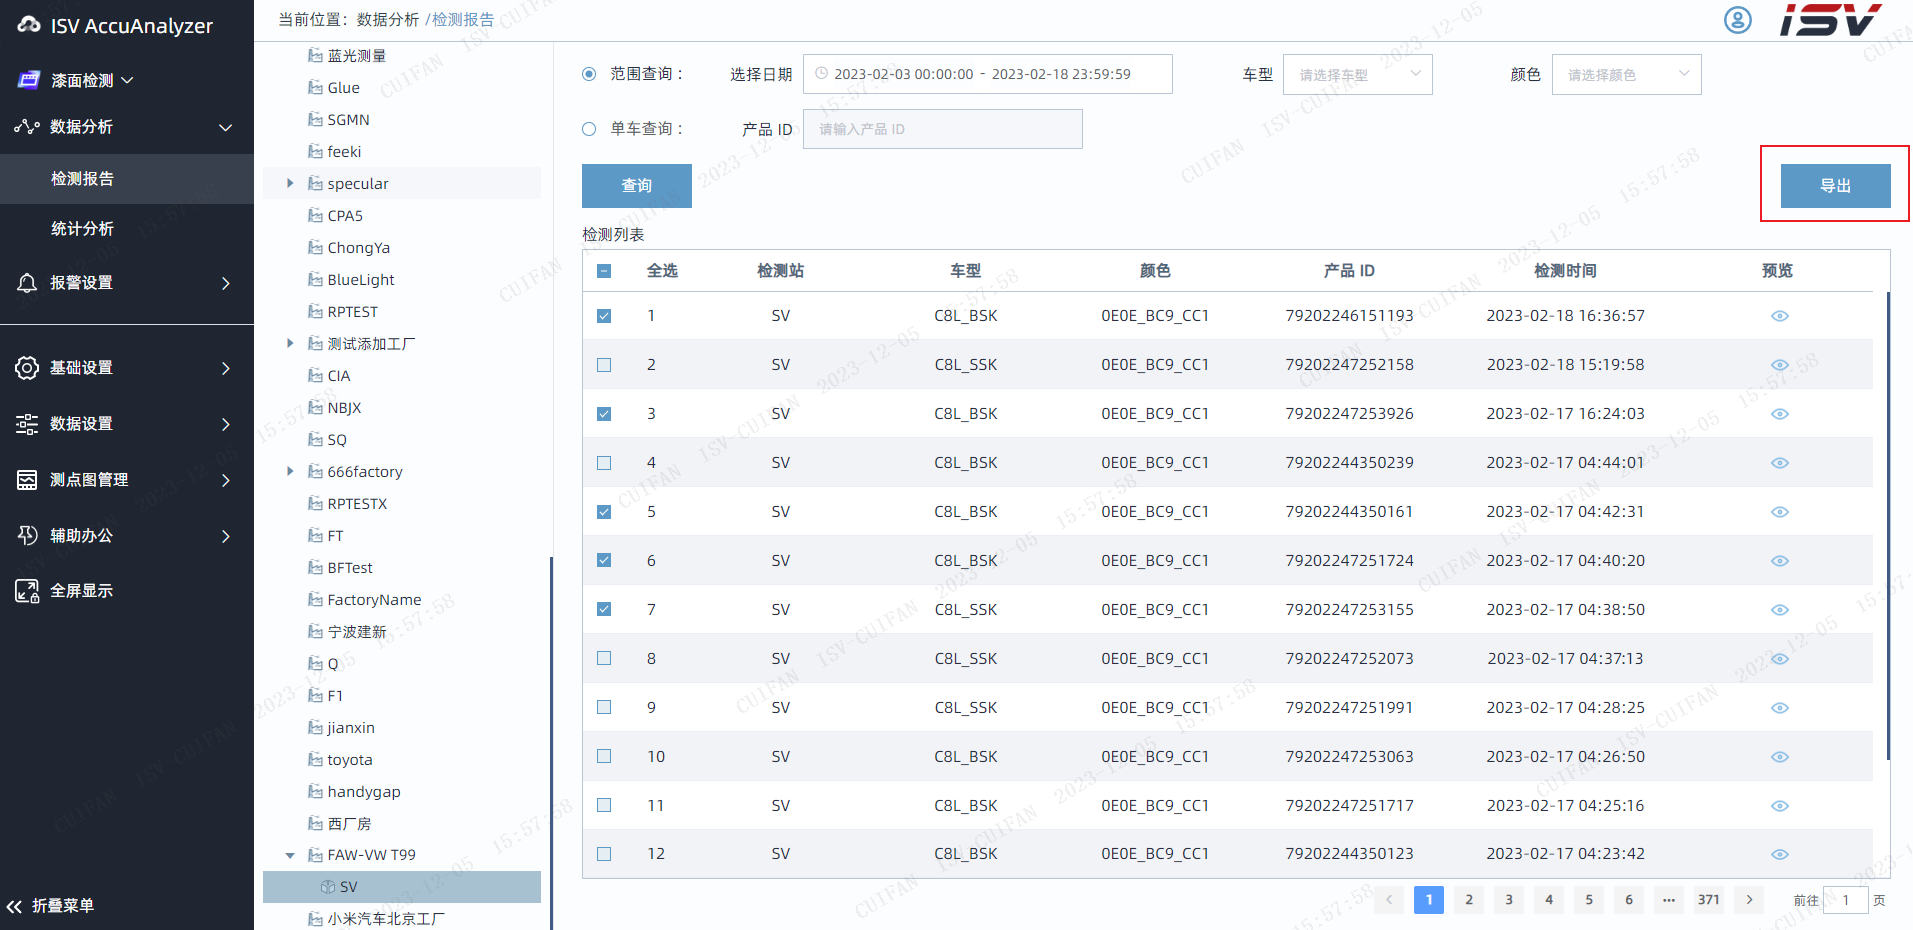 ISV AccuAnalyzer
漆面检测
数据分析
检测报告
统计分析
报警设置
基础设置
数据设置
测点图管理
辅助办公
全屏显示
折叠菜单
当前位置：数据分析 /检测报告
ISV
蓝光测量
Glue
SGMN
feeki
specular
CPA5
ChongYa
BlueLight
RPTEST
测试添加工厂
CIA
NBJX
SQ
666factory
RPTESTX
FT
BFTest
FactoryName
宁波建新
Q
F1
jianxin
toyota
handygap
西厂房
FAW-VW T99
SV
小米汽车北京工厂
范围查询： 选择日期 2023-02-03 00:00:00 - 2023-02-18 23:59:59 车型 请选择车型 颜色 请选择颜色
单车查询： 产品 ID 请输入产品 ID
查询 导出
检测列表
全选 检测站 车型 颜色 产品 ID 检测时间 预览
1 SV C8L_BSK 0E0E_BC9_CC1 79202246151193 2023-02-18 16:36:57
2 SV C8L_SSK 0E0E_BC9_CC1 79202247252158 2023-02-18 15:19:58
3 SV C8L_BSK 0E0E_BC9_CC1 79202247253926 2023-02-17 16:24:03
4 SV C8L_BSK 0E0E_BC9_CC1 79202244350239 2023-02-17 04:44:01
5 SV C8L_BSK 0E0E_BC9_CC1 79202244350161 2023-02-17 04:42:31
6 SV C8L_BSK 0E0E_BC9_CC1 79202247251724 2023-02-17 04:40:20
7 SV C8L_SSK 0E0E_BC9_CC1 79202247253155 2023-02-17 04:38:50
8 SV C8L_SSK 0E0E_BC9_CC1 79202247252073 2023-02-17 04:37:13
9 SV C8L_SSK 0E0E_BC9_CC1 79202247251991 2023-02-17 04:28:25
10 SV C8L_BSK 0E0E_BC9_CC1 79202247253063 2023-02-17 04:26:50
11 SV C8L_BSK 0E0E_BC9_CC1 79202247251717 2023-02-17 04:25:16
12 SV C8L_BSK 0E0E_BC9_CC1 79202244350123 2023-02-17 04:23:42
1 2 3 4 5 6 ··· 371 前往 1 页
ISV-CUIFAN 2023-12-05 15:57:58